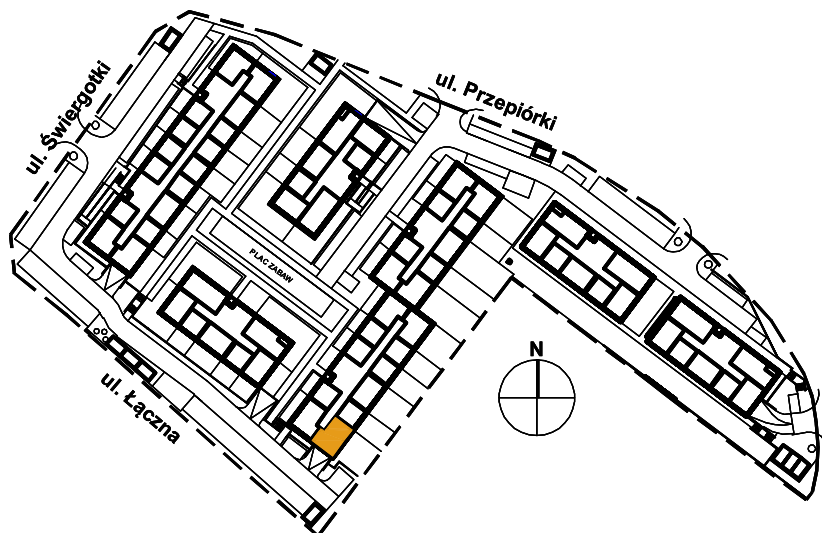 ul. Świergotki
ul. Przepiórki
PLAC ZABAW
N
ul. Łączna